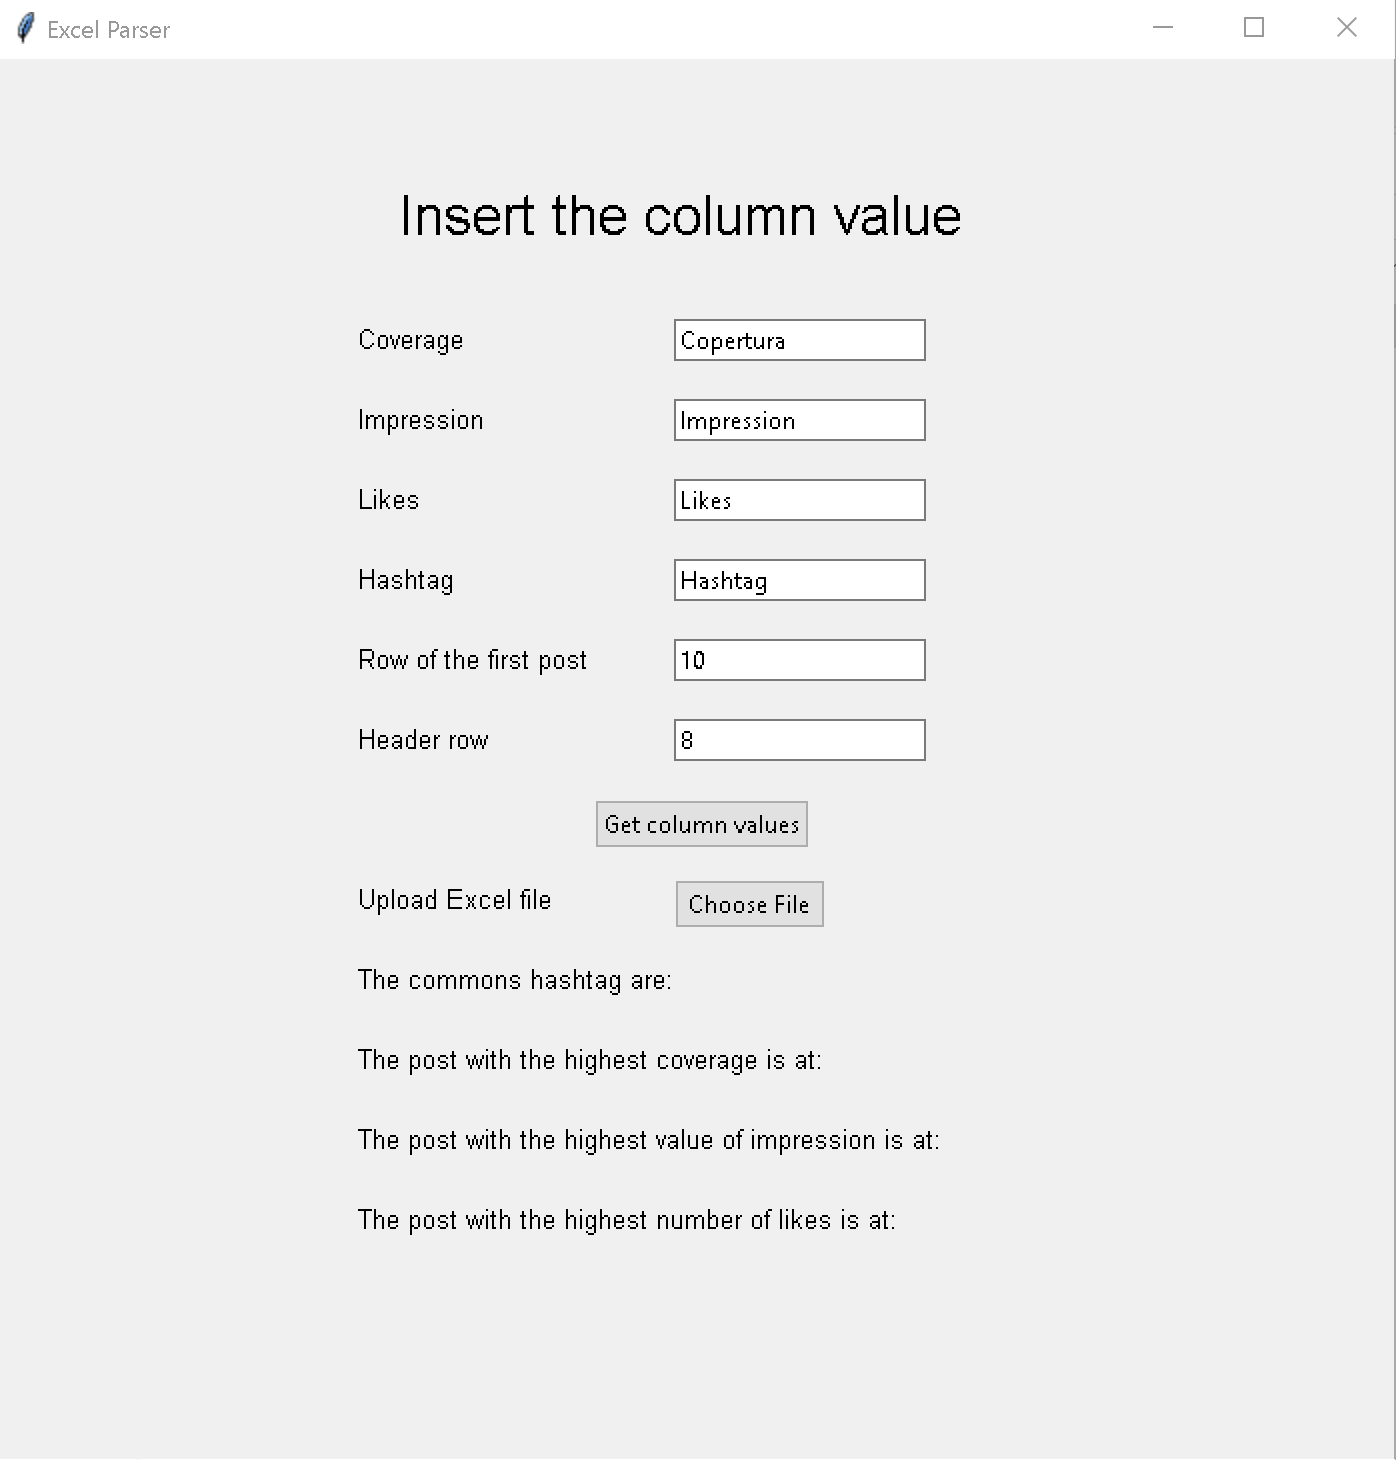 Excel Parser
Insert the column value
Coverage Copertura
Impression Impression
Likes Likes
Hashtag Hashtag
Row of the first post 10
Header row 8
Get column values
Upload Excel file Choose File
The commons hashtag are:
The post with the highest coverage is at:
The post with the highest value of impression is at:
The post with the highest number of likes is at: